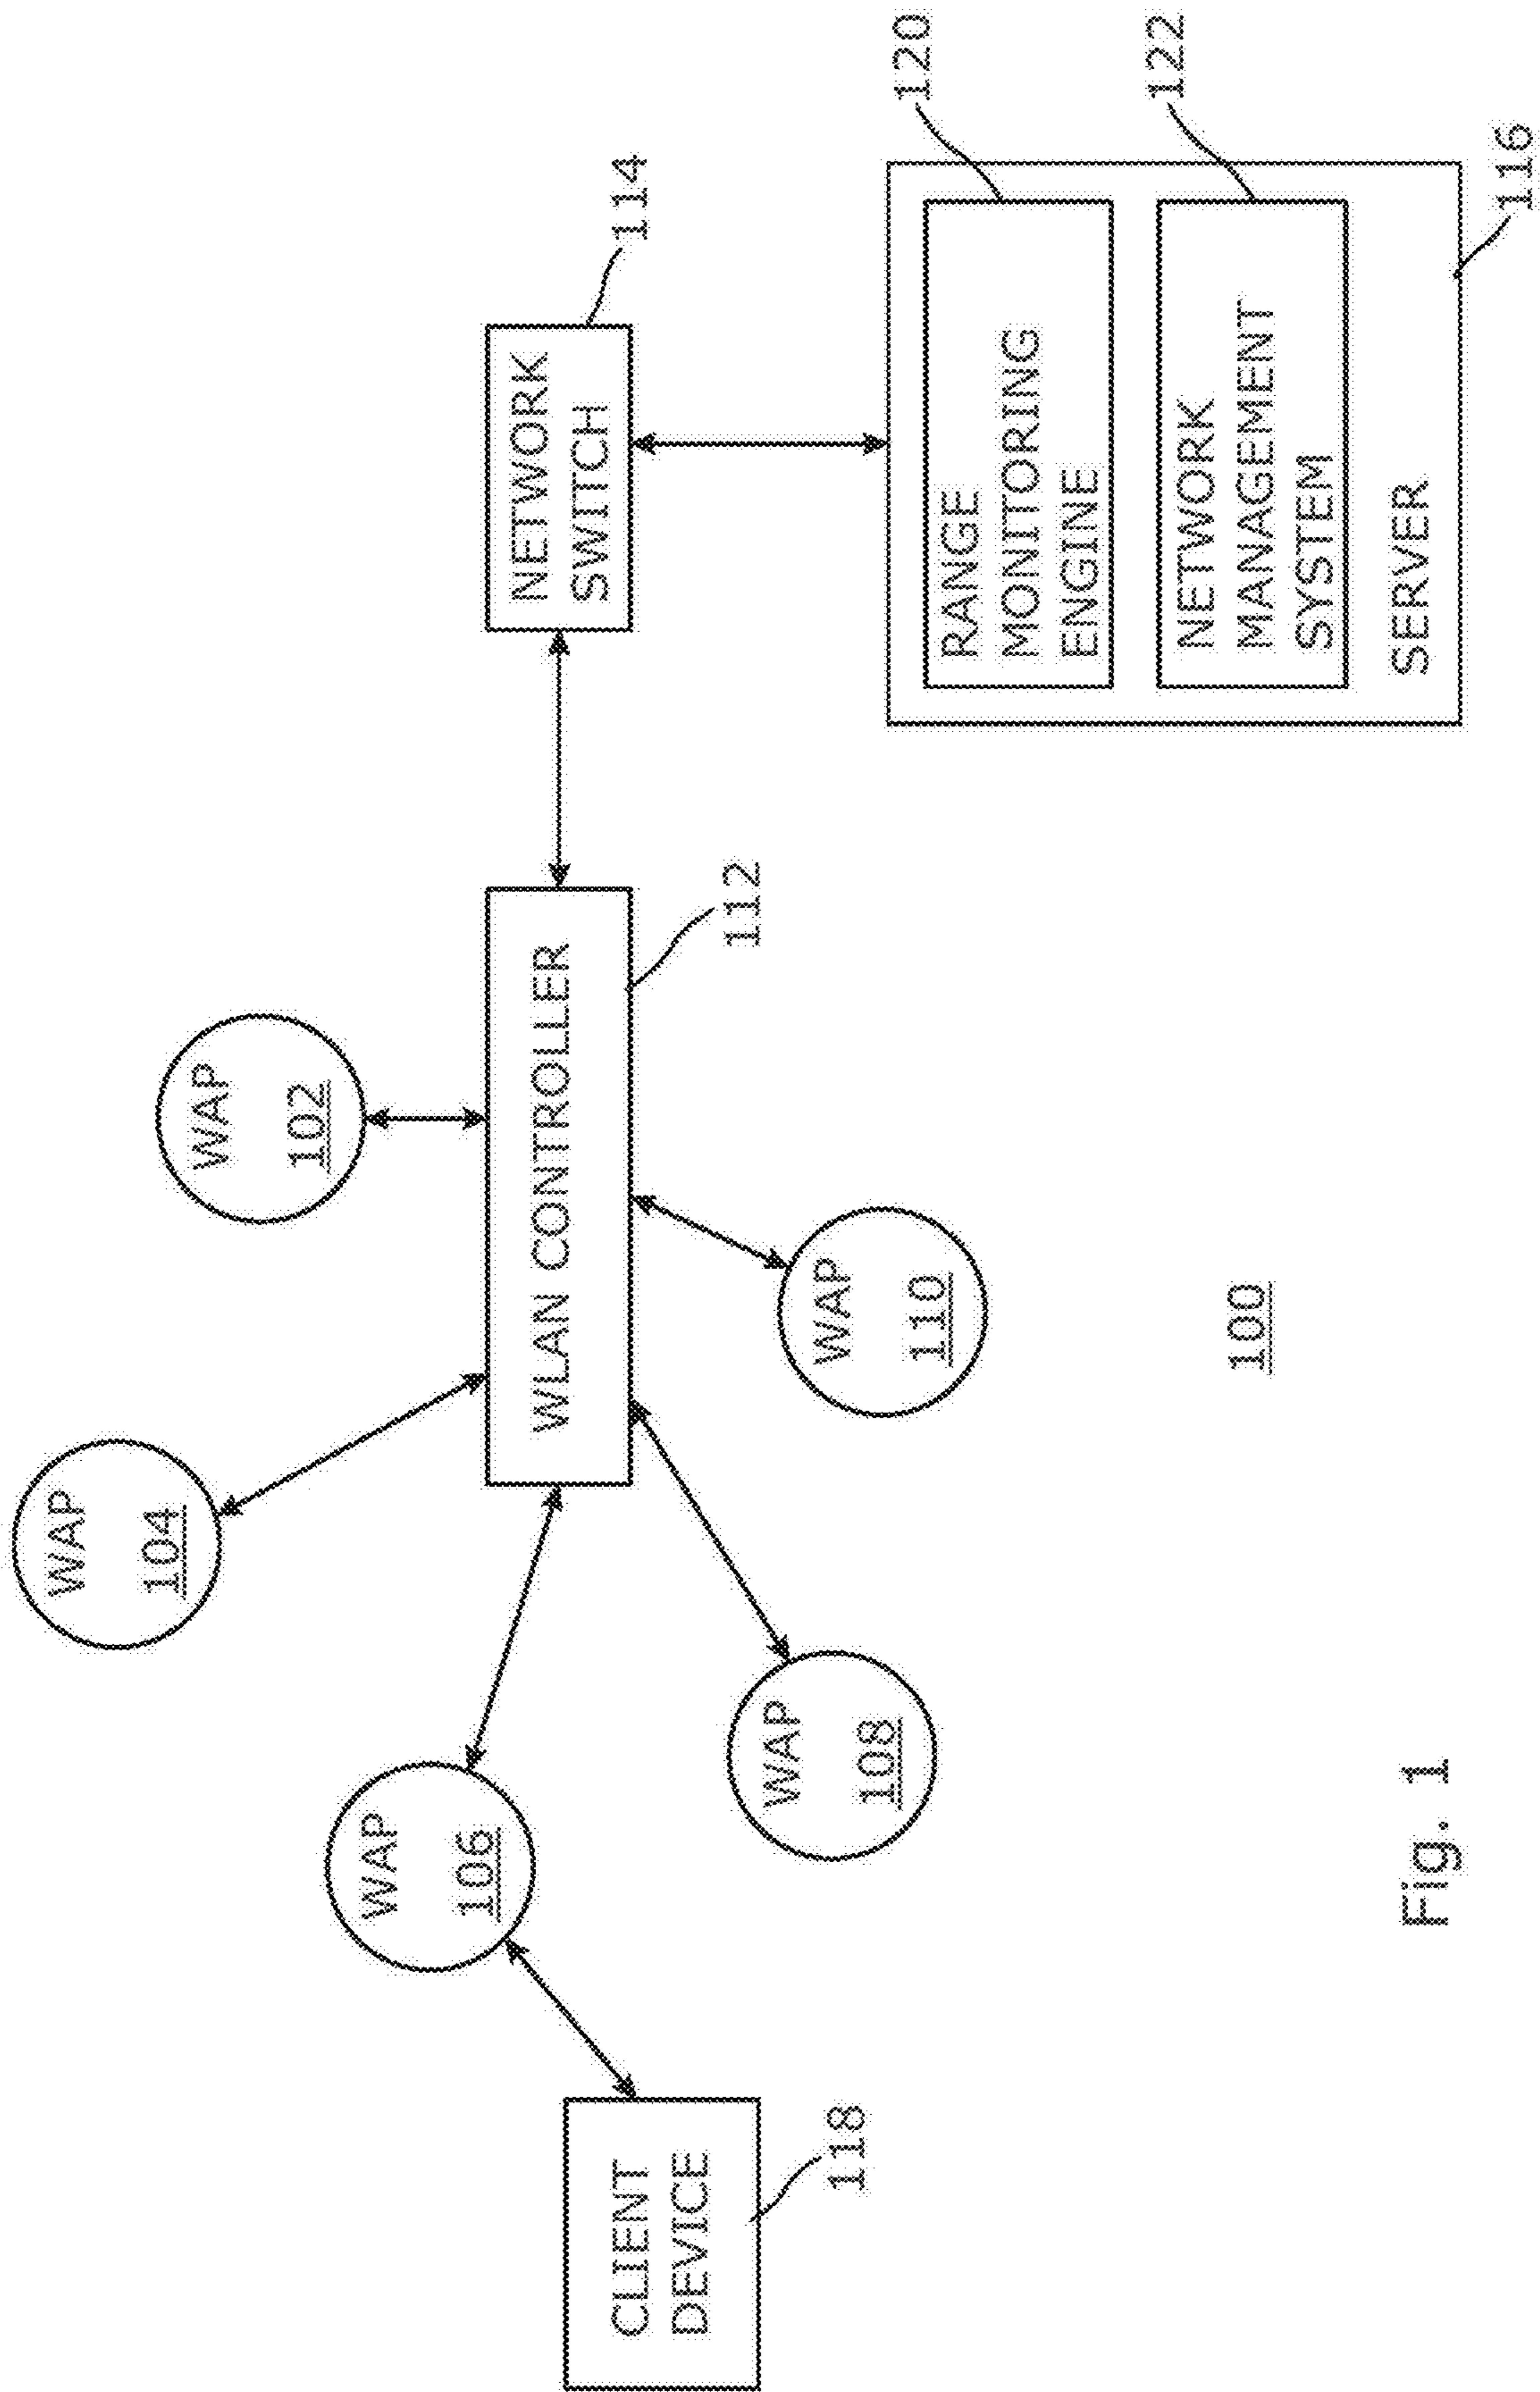 WAP
104
WAP
102
WAP
106
CLIENT
DEVICE
118
WLAN CONTROLLER
112
NETWORK
SWITCH
114
WAP
108
WAP
110
RANGE
MONITORING
ENGINE
120
NETWORK
MANAGEMENT
SYSTEM
122
SERVER
116
100
Fig. 1